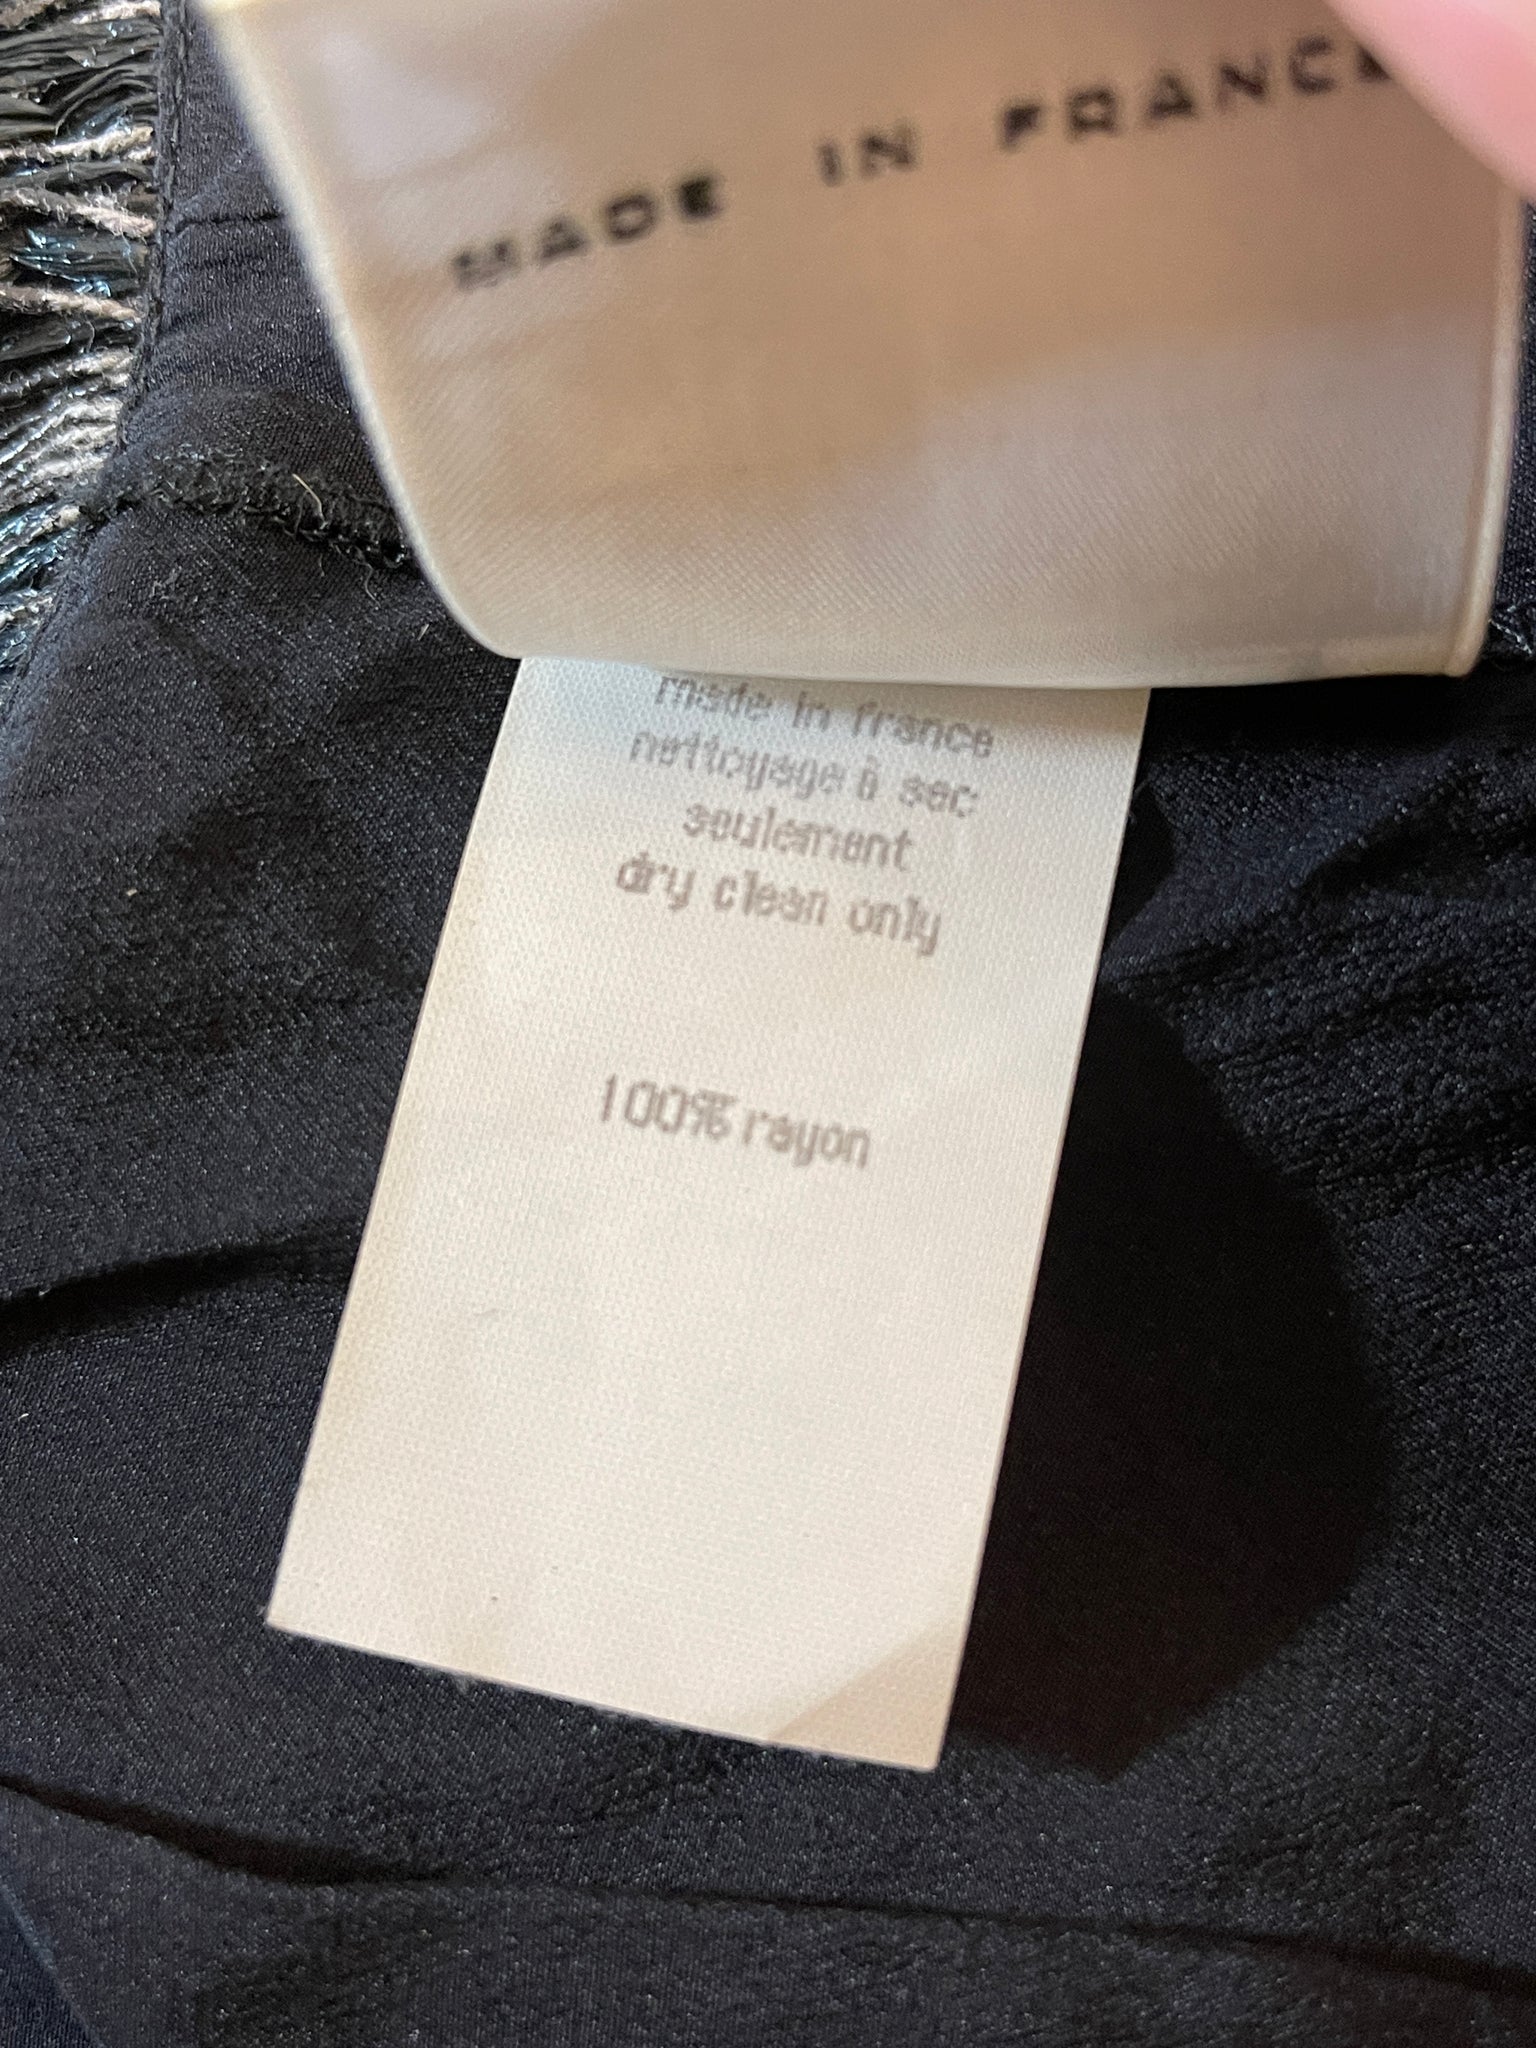 MADE IN FRANCE
made in france
nettoyage à sec
seulement
dry clean only
100% rayon